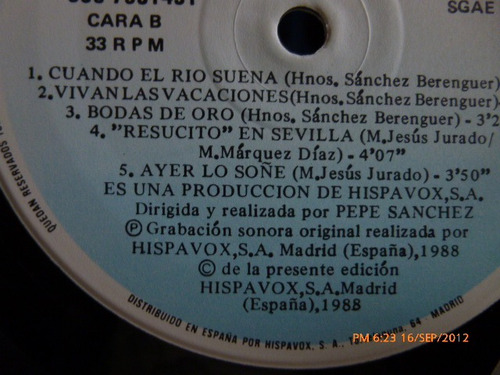 SGAE
CARA B
33 RPM
1. CUANDO EL RIO SUENA (Hnos. Sánchez Berenguer)
2. VIVAN LAS VACACIONES (Hnos. Sánchez Berenguer)
3. BODAS DE ORO (Hnos. Sánchez Berenguer) - 3'2
4. "RESUCITO" EN SEVILLA (M. Jesús Jurado/
M. Márquez Díaz) - 4'07"
5. AYER LO SOÑE (M. Jesús Jurado) - 3'50"
ES UNA PRODUCCION DE HISPAVOX, S.A.
Dirigida y realizada por PEPE SANCHEZ
Ⓟ Grabación sonora original realizada por
HISPAVOX, S.A. Madrid (España), 1988
© de la presente edición
HISPAVOX, S.A. Madrid
(España), 1988
QUEDAN RESERVADOS
DISTRIBUIDO EN ESPAÑA POR HISPAVOX, S. A., 64 - MADRID
PM 6:23 16/SEP/2012